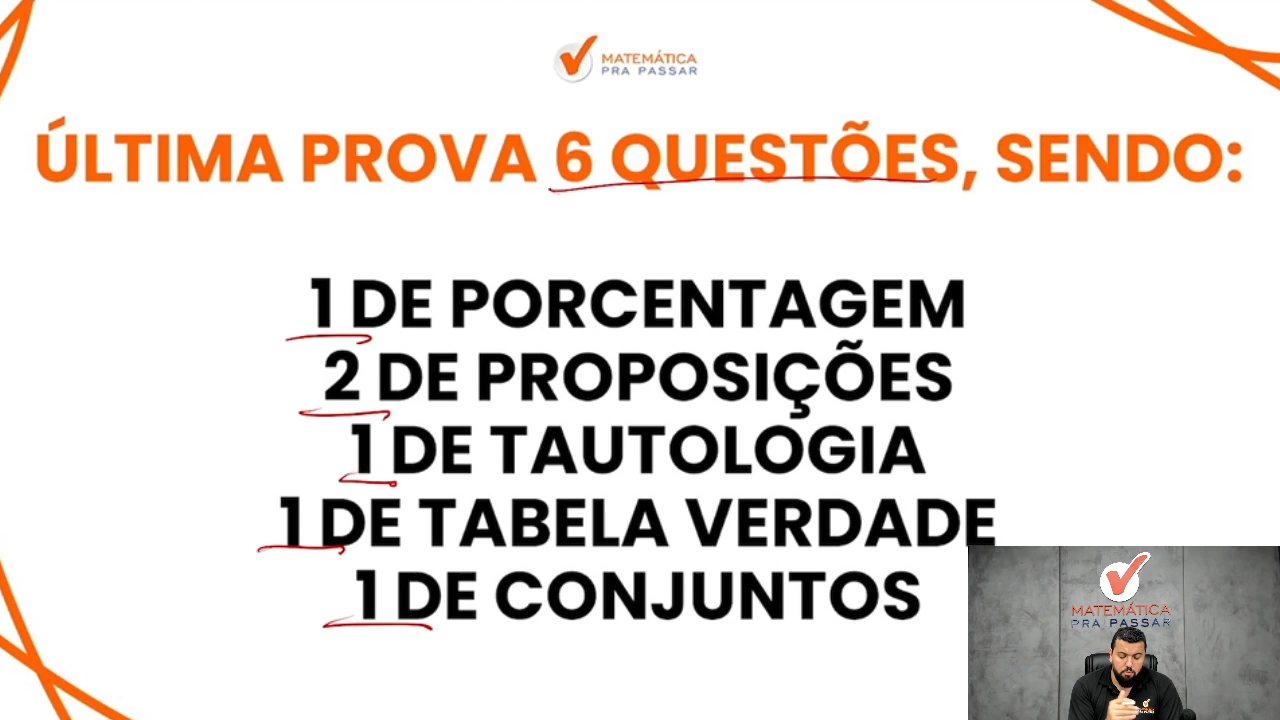 MATEMÁTICA
PRA PASSAR
ÚLTIMA PROVA 6 QUESTÕES, SENDO:
1 DE PORCENTAGEM
2 DE PROPOSIÇÕES
1 DE TAUTOLOGIA
1 DE TABELA VERDADE
1 DE CONJUNTOS
MATEMÁTICA
PRA PASSAR